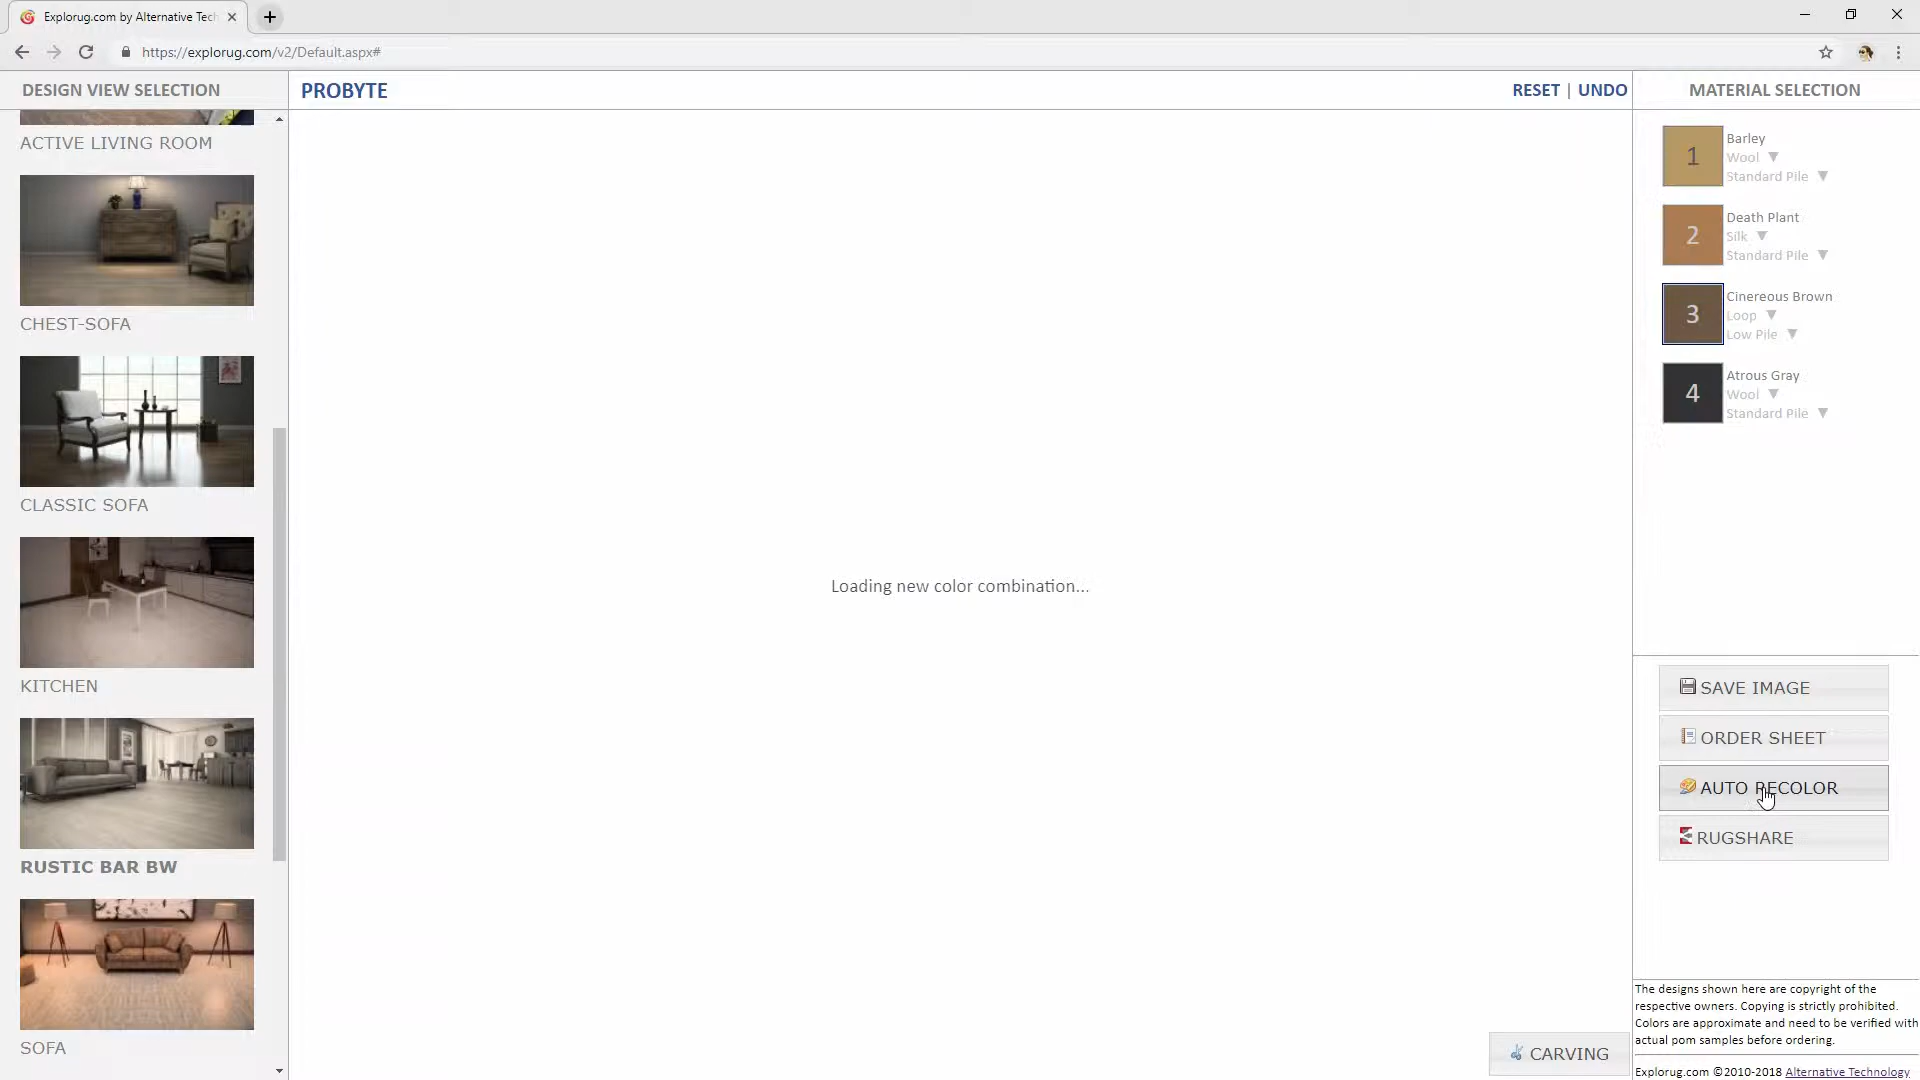 Explorug.com by Alternative Tech
https://explorug.com/v2/Default.aspx#
DESIGN VIEW SELECTION
PROBYTE
RESET | UNDO
MATERIAL SELECTION
ACTIVE LIVING ROOM
CHEST-SOFA
CLASSIC SOFA
KITCHEN
RUSTIC BAR BW
SOFA
Loading new color combination...
CARVING
1
Barley
Wool ▼
Standard Pile ▼
2
Death Plant
Silk ▼
Standard Pile ▼
3
Cinereous Brown
Loop ▼
Low Pile ▼
4
Atrous Gray
Wool ▼
Standard Pile ▼
SAVE IMAGE
ORDER SHEET
AUTO RECOLOR
RUGSHARE
The designs shown here are copyright of the
respective owners. Copying is strictly prohibited.
Colors are approximate and need to be verified with
actual pom samples before ordering.
Explorug.com ©2010-2018 Alternative Technology